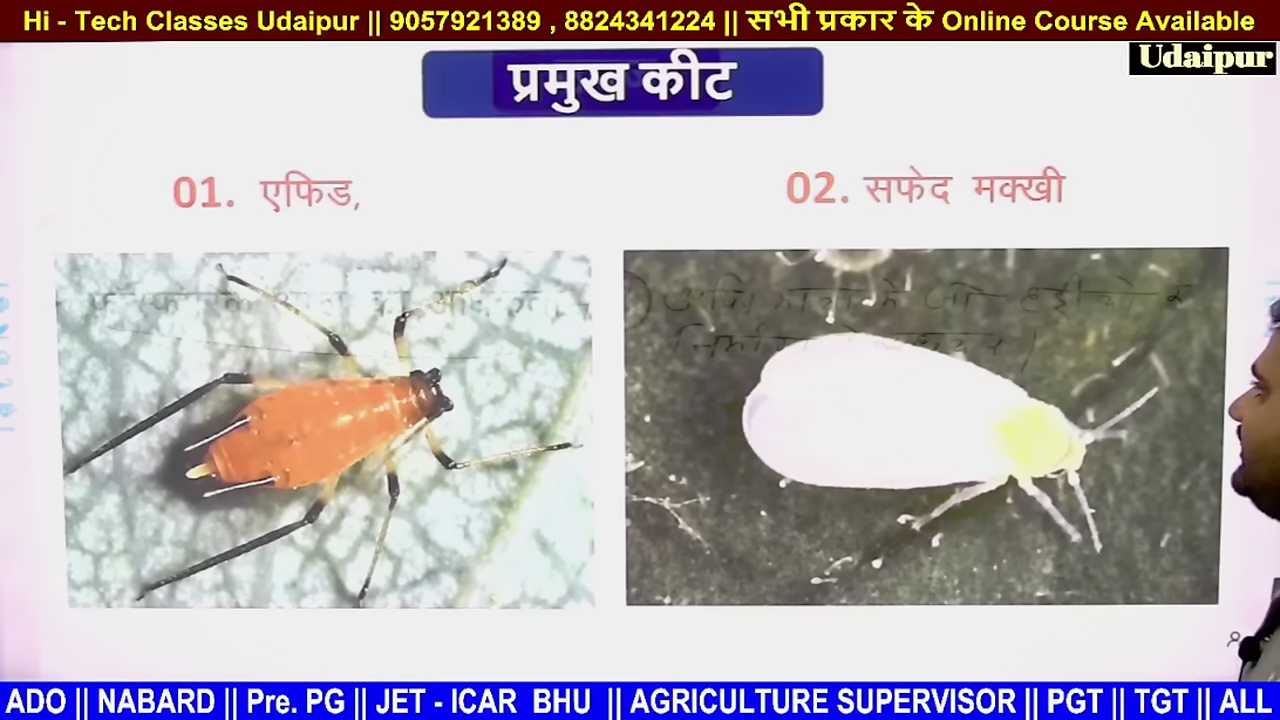 Hi - Tech Classes Udaipur || 9057921389 , 8824341224 || सभी प्रकार के Online Course Available
Udaipur
प्रमुख कीट
01. एफिड,
02. सफेद मक्खी
ADO || NABARD || Pre. PG || JET - ICAR BHU || AGRICULTURE SUPERVISOR || PGT || TGT || ALL